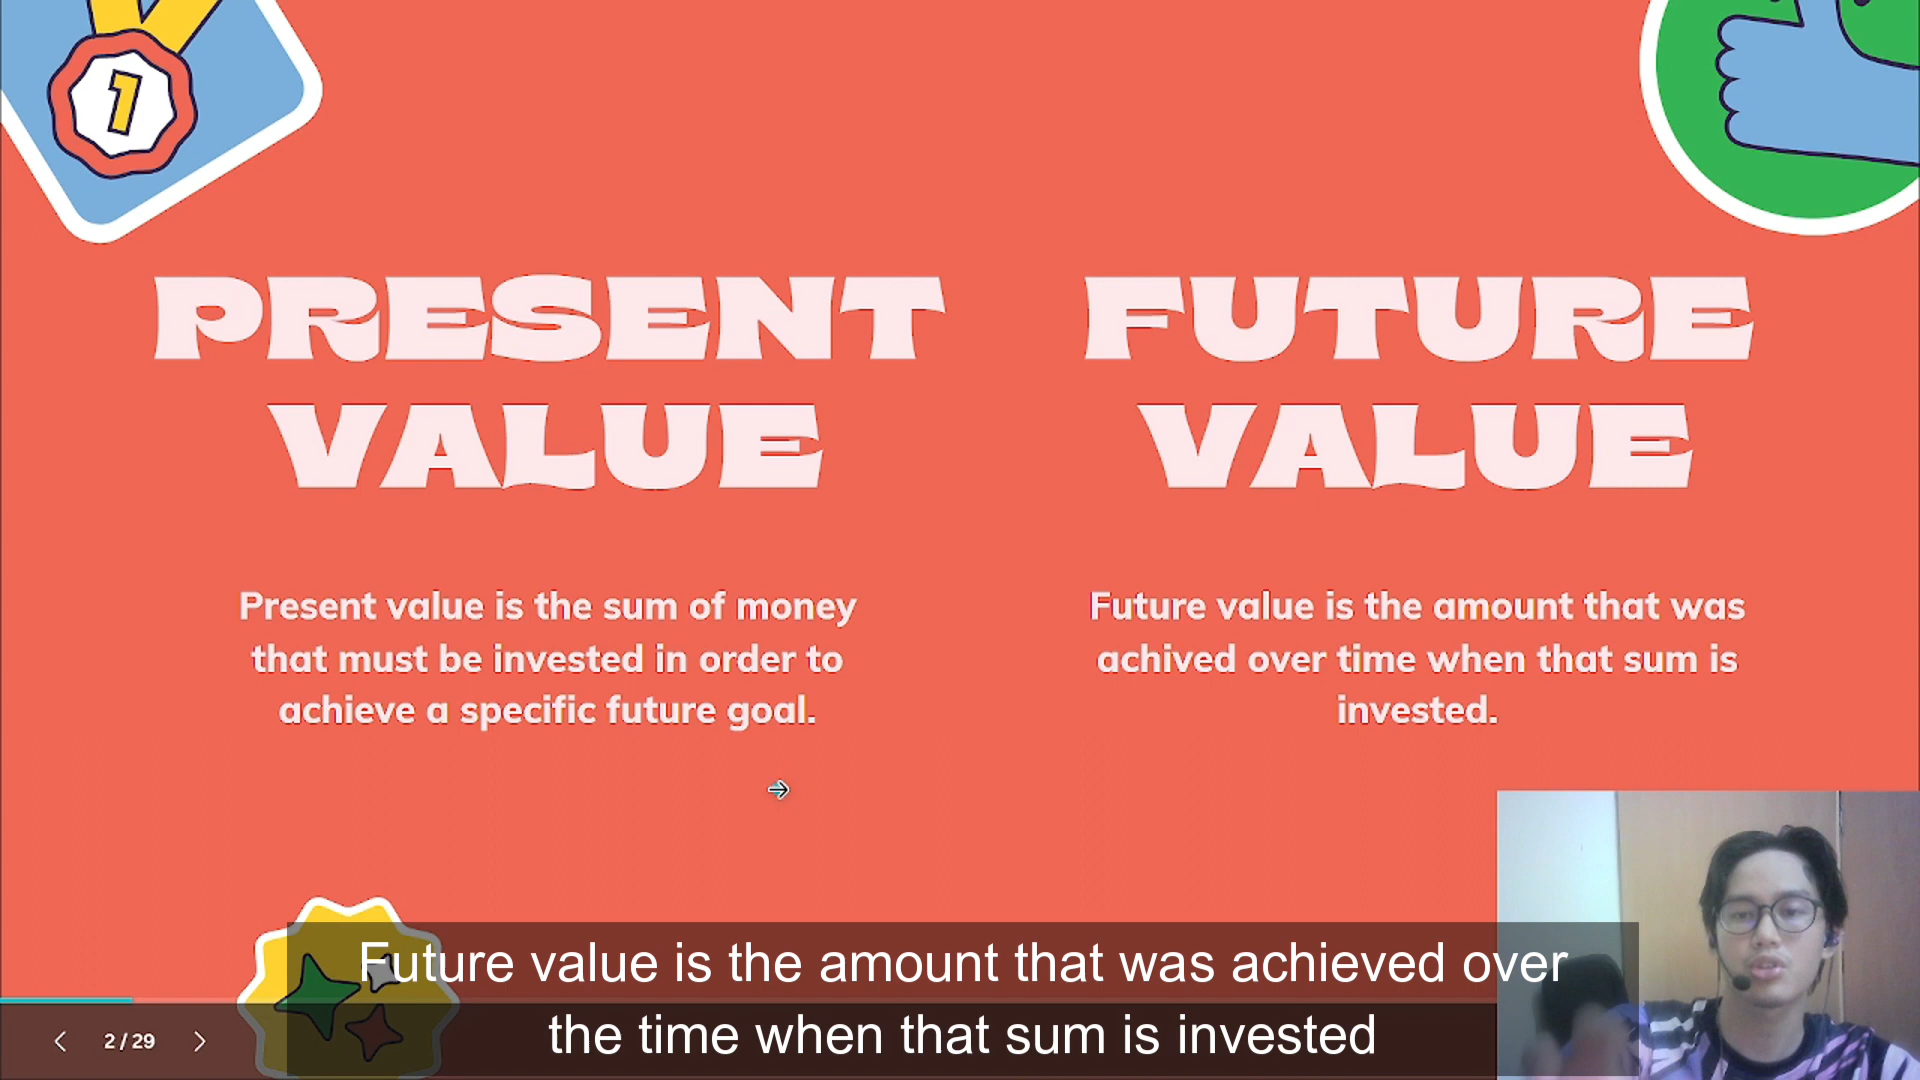 1
PRESENT
VALUE
Present value is the sum of money
that must be invested in order to
achieve a specific future goal.
FUTURE
VALUE
Future value is the amount that was
achived over time when that sum is
invested.
Future value is the amount that was achieved over
the time when that sum is invested
2 / 29